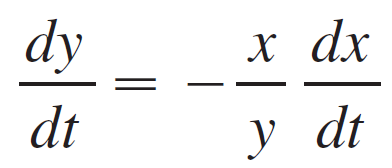 dy/dt = − x/y dx/dt